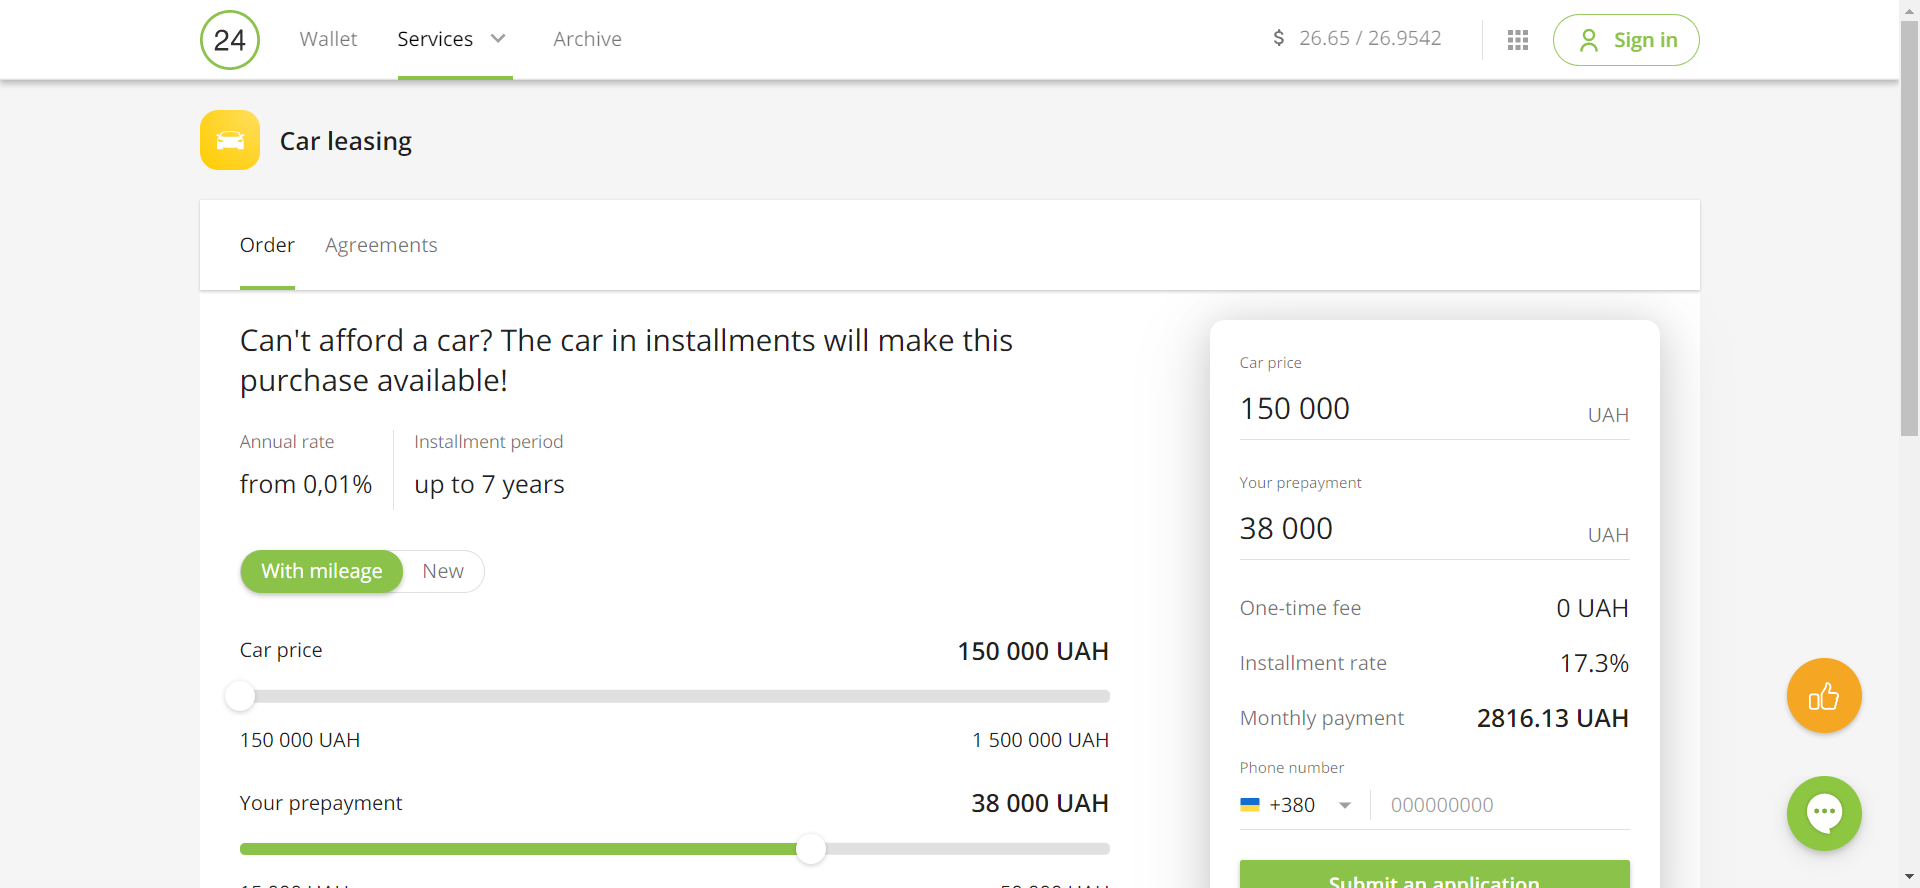 24
Wallet
Services
Archive
$ 26.65 / 26.9542
Sign in
Car leasing
Order
Agreements
Can't afford a car? The car in installments will make this
purchase available!
Annual rate
from 0,01%
Installment period
up to 7 years
With mileage
New
Car price
150 000 UAH
150 000 UAH
1 500 000 UAH
Your prepayment
38 000 UAH
Car price
150 000
UAH
Your prepayment
38 000
UAH
One-time fee
0 UAH
Installment rate
17.3%
Monthly payment
2816.13 UAH
Phone number
+380
000000000
Submit an application